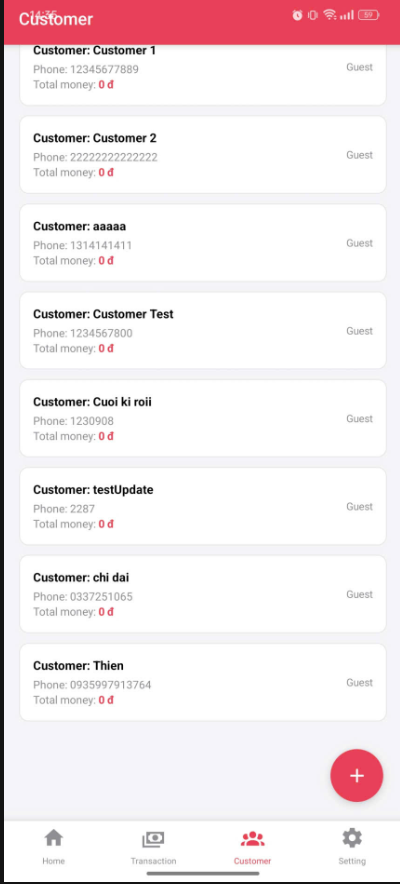 14:35
Customer
59
Customer: Customer 1
Phone: 12345677889
Guest
Total money: 0 đ
Customer: Customer 2
Phone: 22222222222222
Guest
Total money: 0 đ
Customer: aaaaa
Phone: 1314141411
Guest
Total money: 0 đ
Customer: Customer Test
Phone: 1234567800
Guest
Total money: 0 đ
Customer: Cuoi ki roii
Phone: 1230908
Guest
Total money: 0 đ
Customer: testUpdate
Phone: 2287
Guest
Total money: 0 đ
Customer: chi dai
Phone: 0337251065
Guest
Total money: 0 đ
Customer: Thien
Phone: 0935997913764
Guest
Total money: 0 đ
+
Home
Transaction
Customer
Setting